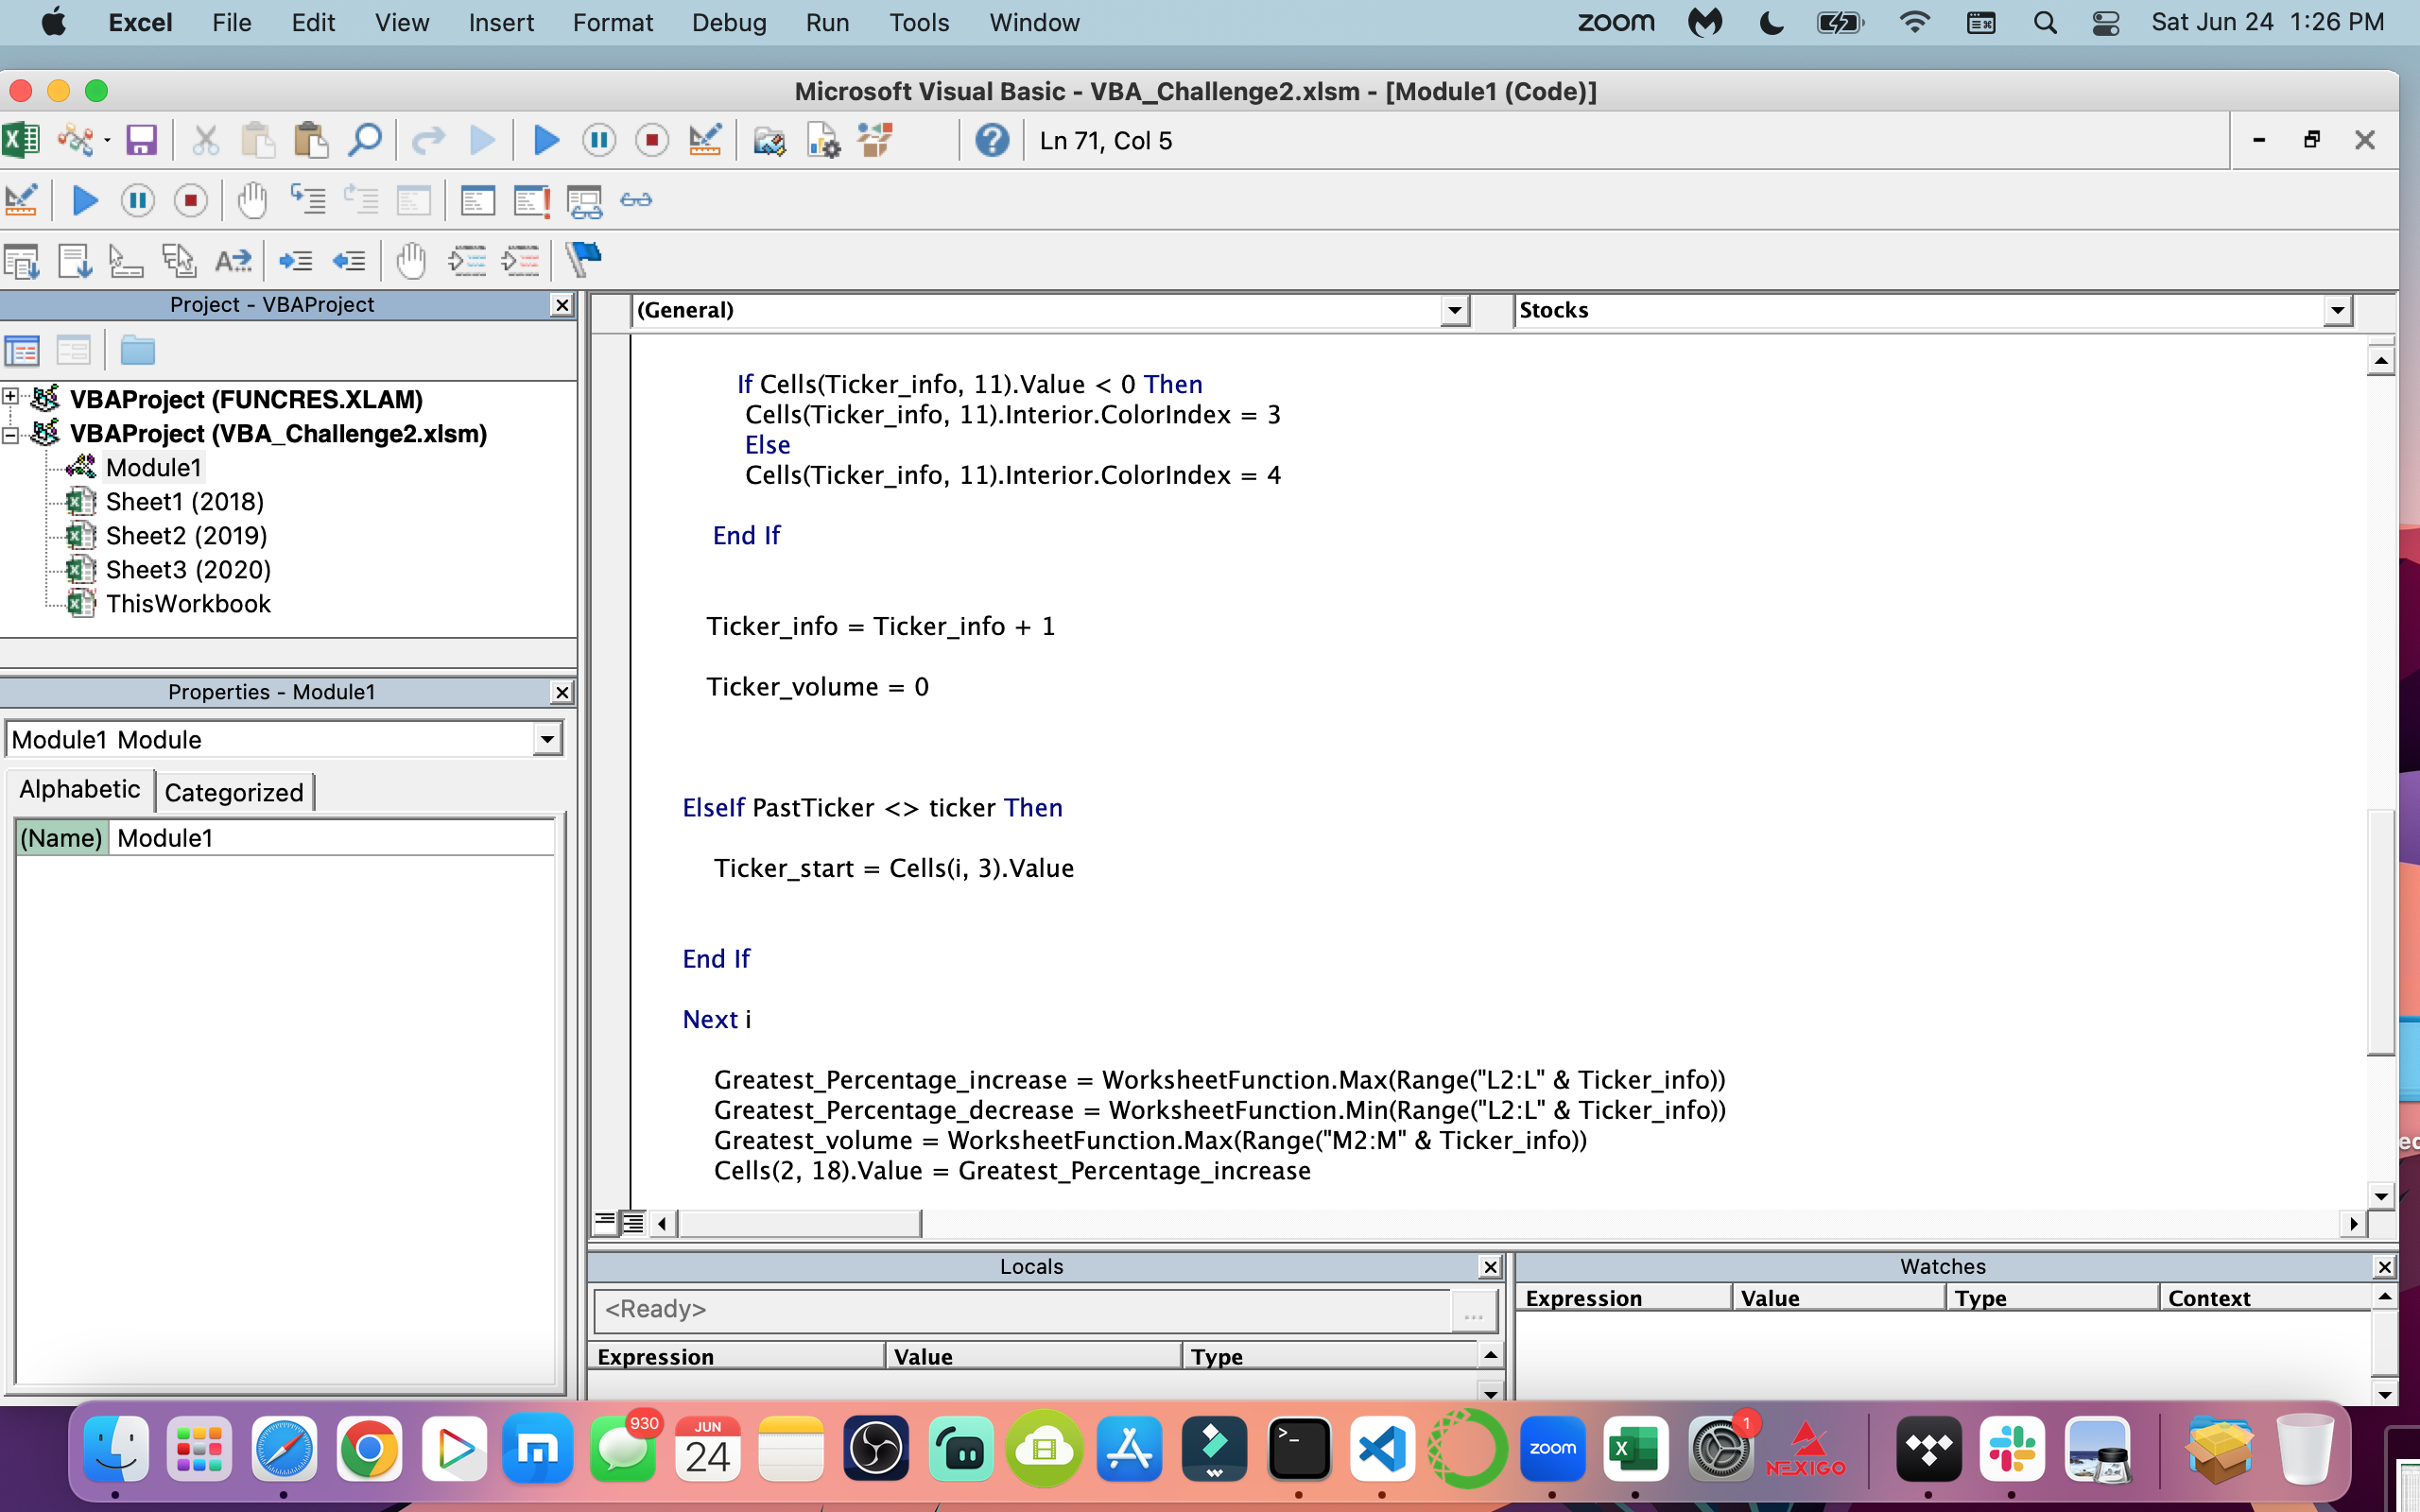 Excel File Edit View Insert Format Debug Run Tools Window zoom Sat Jun 24 1:26 PM
Microsoft Visual Basic - VBA_Challenge2.xlsm - [Module1 (Code)]
Ln 71, Col 5
Project - VBAProject
(General) Stocks
VBAProject (FUNCRES.XLAM)
VBAProject (VBA_Challenge2.xlsm)
Module1
Sheet1 (2018)
Sheet2 (2019)
Sheet3 (2020)
ThisWorkbook
Properties - Module1
Module1 Module
Alphabetic Categorized
(Name) Module1
If Cells(Ticker_info, 11).Value < 0 Then
Cells(Ticker_info, 11).Interior.ColorIndex = 3
Else
Cells(Ticker_info, 11).Interior.ColorIndex = 4
End If
Ticker_info = Ticker_info + 1
Ticker_volume = 0
ElseIf PastTicker <> ticker Then
Ticker_start = Cells(i, 3).Value
End If
Next i
Greatest_Percentage_increase = WorksheetFunction.Max(Range("L2:L" & Ticker_info))
Greatest_Percentage_decrease = WorksheetFunction.Min(Range("L2:L" & Ticker_info))
Greatest_volume = WorksheetFunction.Max(Range("M2:M" & Ticker_info))
Cells(2, 18).Value = Greatest_Percentage_increase
Locals
<Ready>
...
Expression Value Type
Watches
Expression Value Type Context
930
JUN
24
zoom
1
NEXIGO